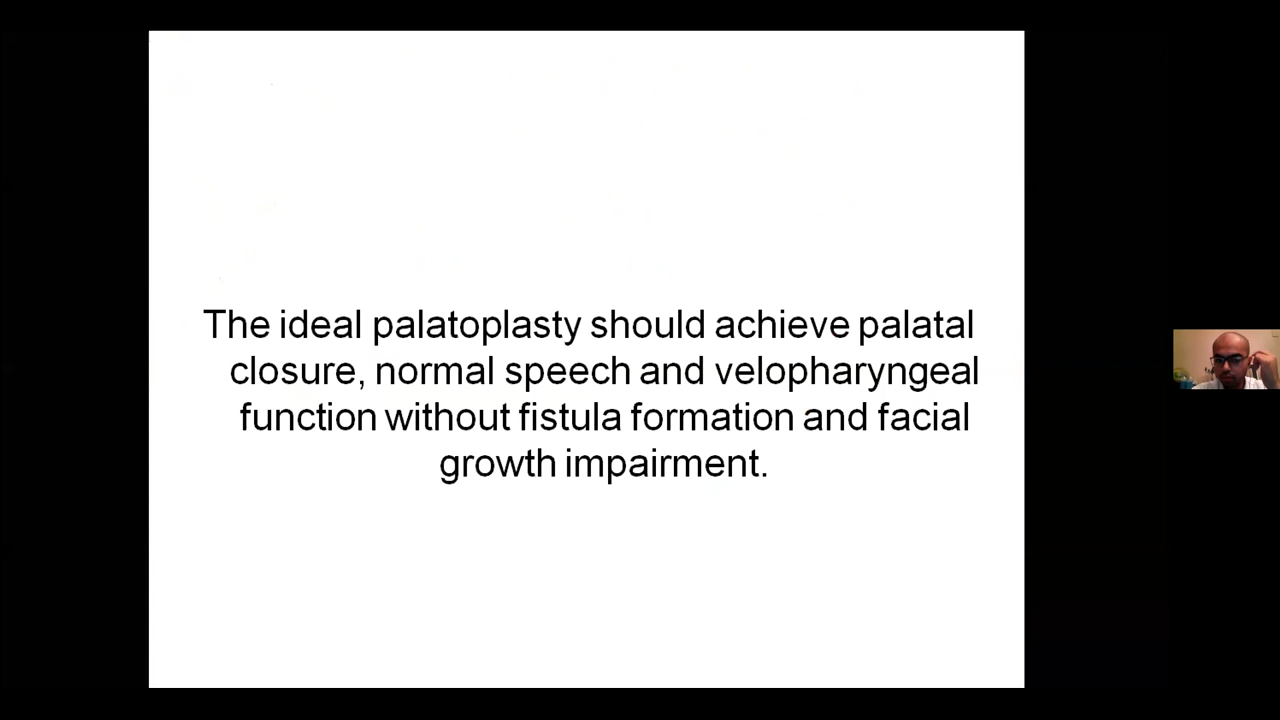 The ideal palatoplasty should achieve palatal
closure, normal speech and velopharyngeal
function without fistula formation and facial
growth impairment.